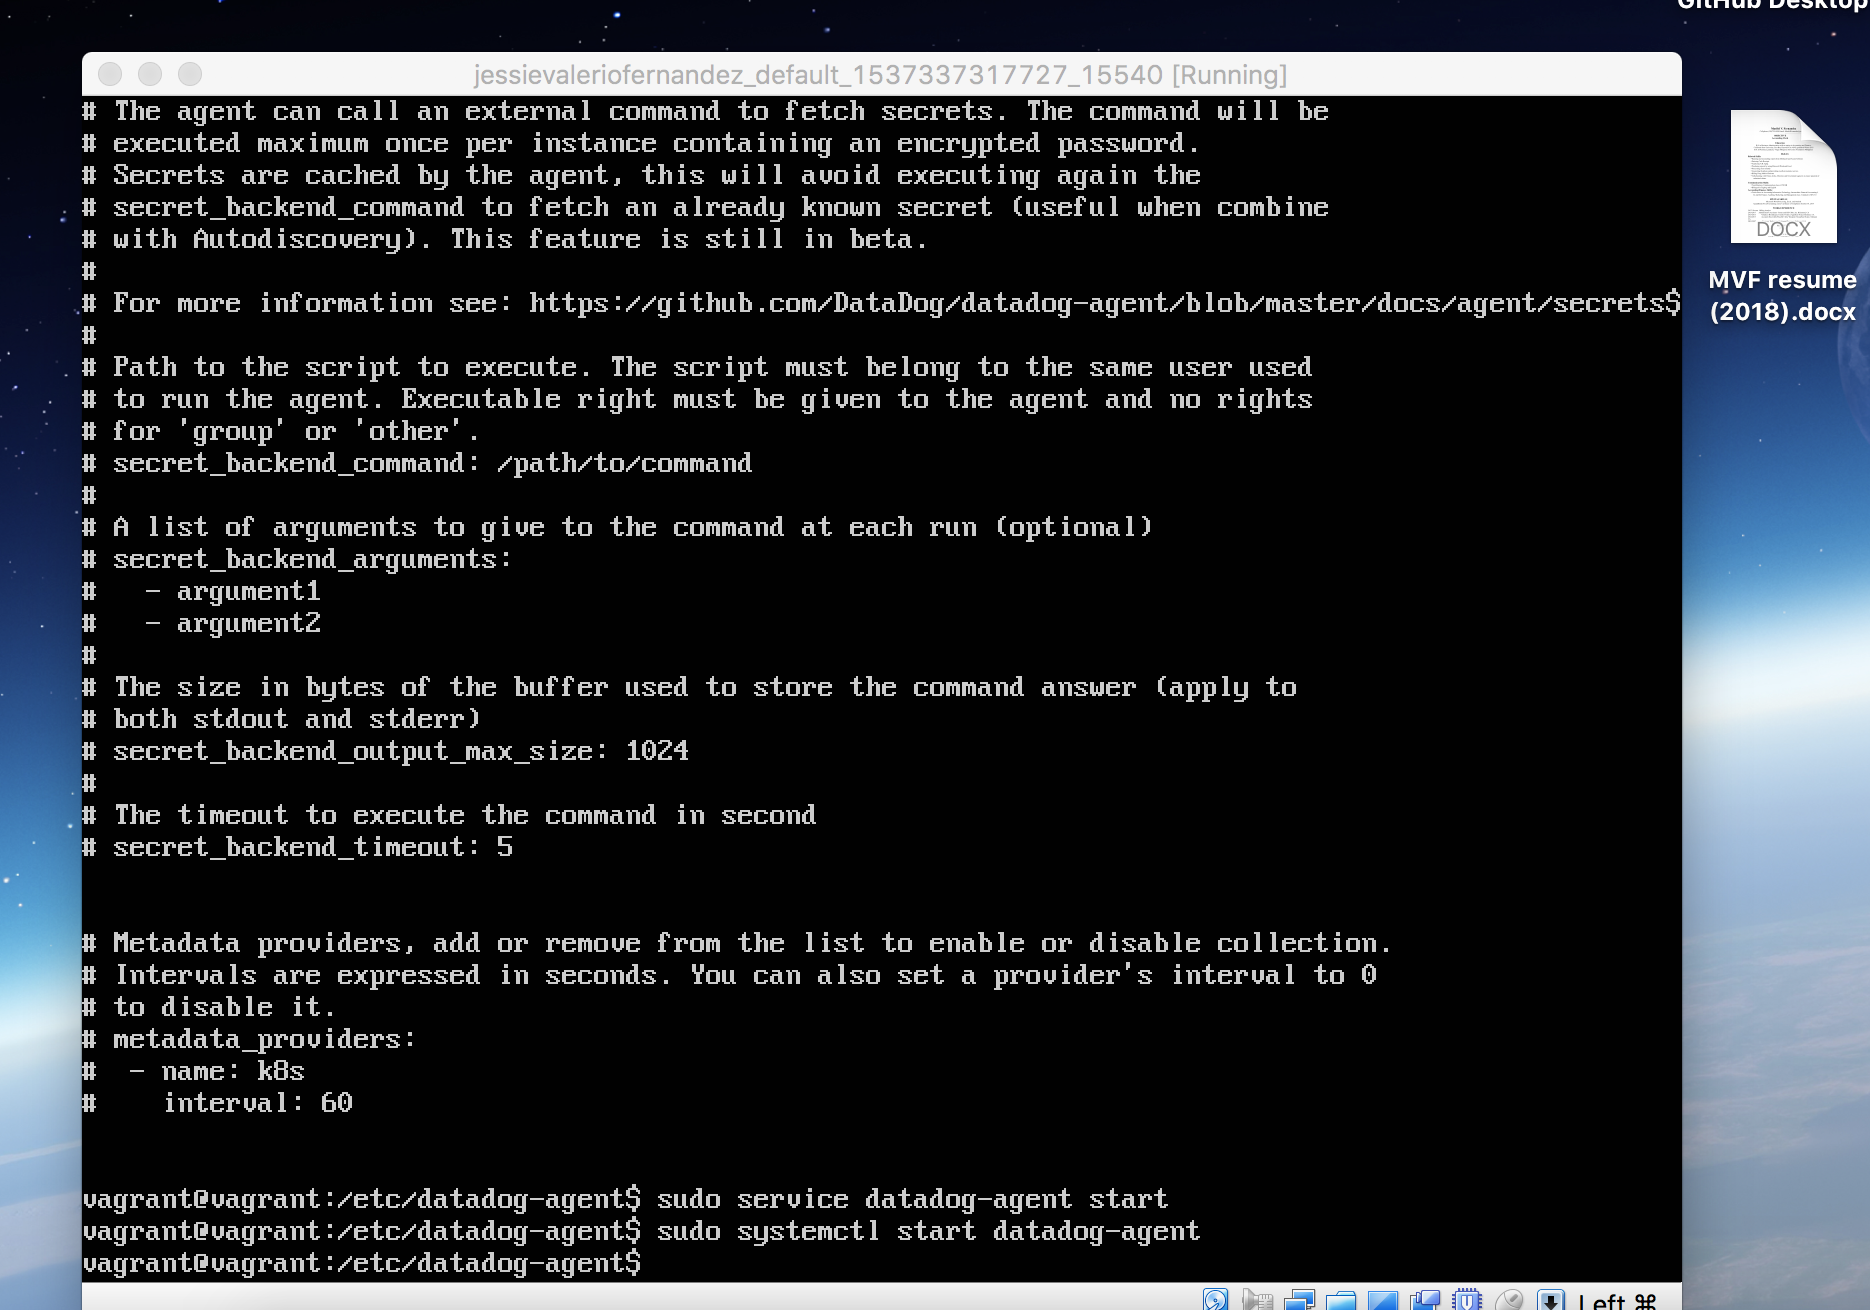 GitHub Desktop
jessievaleriofernandez_default_1537337317727_15540 [Running]
# The agent can call an external command to fetch secrets. The command will be
# executed maximum once per instance containing an encrypted password.
# Secrets are cached by the agent, this will avoid executing again the
# secret_backend_command to fetch an already known secret (useful when combine
# with Autodiscovery). This feature is still in beta.
#
# For more information see: https://github.com/DataDog/datadog-agent/blob/master/docs/agent/secrets$
#
# Path to the script to execute. The script must belong to the same user used
# to run the agent. Executable right must be given to the agent and no rights
# for 'group' or 'other'.
# secret_backend_command: /path/to/command
#
# A list of arguments to give to the command at each run (optional)
# secret_backend_arguments:
#   - argument1
#   - argument2
#
# The size in bytes of the buffer used to store the command answer (apply to
# both stdout and stderr)
# secret_backend_output_max_size: 1024
#
# The timeout to execute the command in second
# secret_backend_timeout: 5
# Metadata providers, add or remove from the list to enable or disable collection.
# Intervals are expressed in seconds. You can also set a provider's interval to 0
# to disable it.
# metadata_providers:
#  - name: k8s
#    interval: 60
vagrant@vagrant:/etc/datadog-agent$ sudo service datadog-agent start
vagrant@vagrant:/etc/datadog-agent$ sudo systemctl start datadog-agent
vagrant@vagrant:/etc/datadog-agent$
DOCX
MVF resume
(2018).docx
Left ⌘